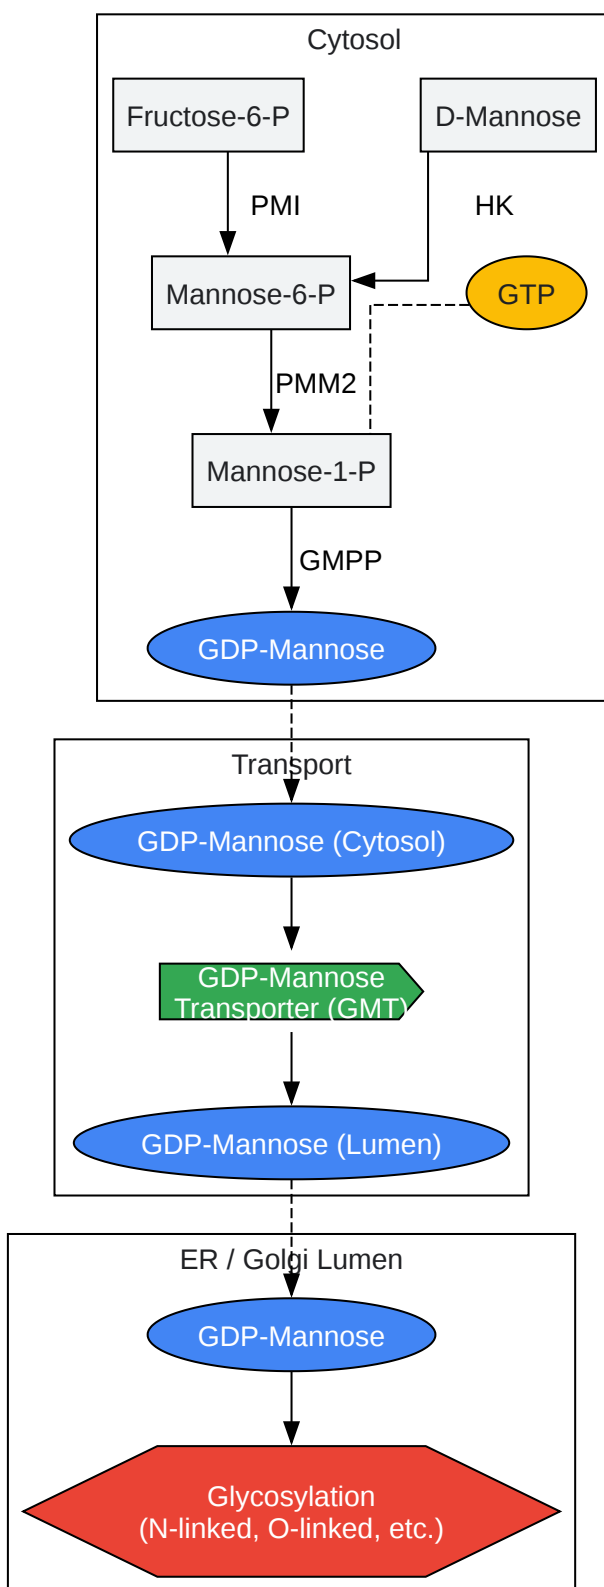 Cytosol
Fructose-6-P
D-Mannose
PMI
HK
Mannose-6-P
GTP
PMM2
Mannose-1-P
GMPP
GDP-Mannose
Transport
GDP-Mannose (Cytosol)
GDP-Mannose
Transporter (GMT)
GDP-Mannose (Lumen)
ER / Golgi Lumen
GDP-Mannose
Glycosylation
(N-linked, O-linked, etc.)